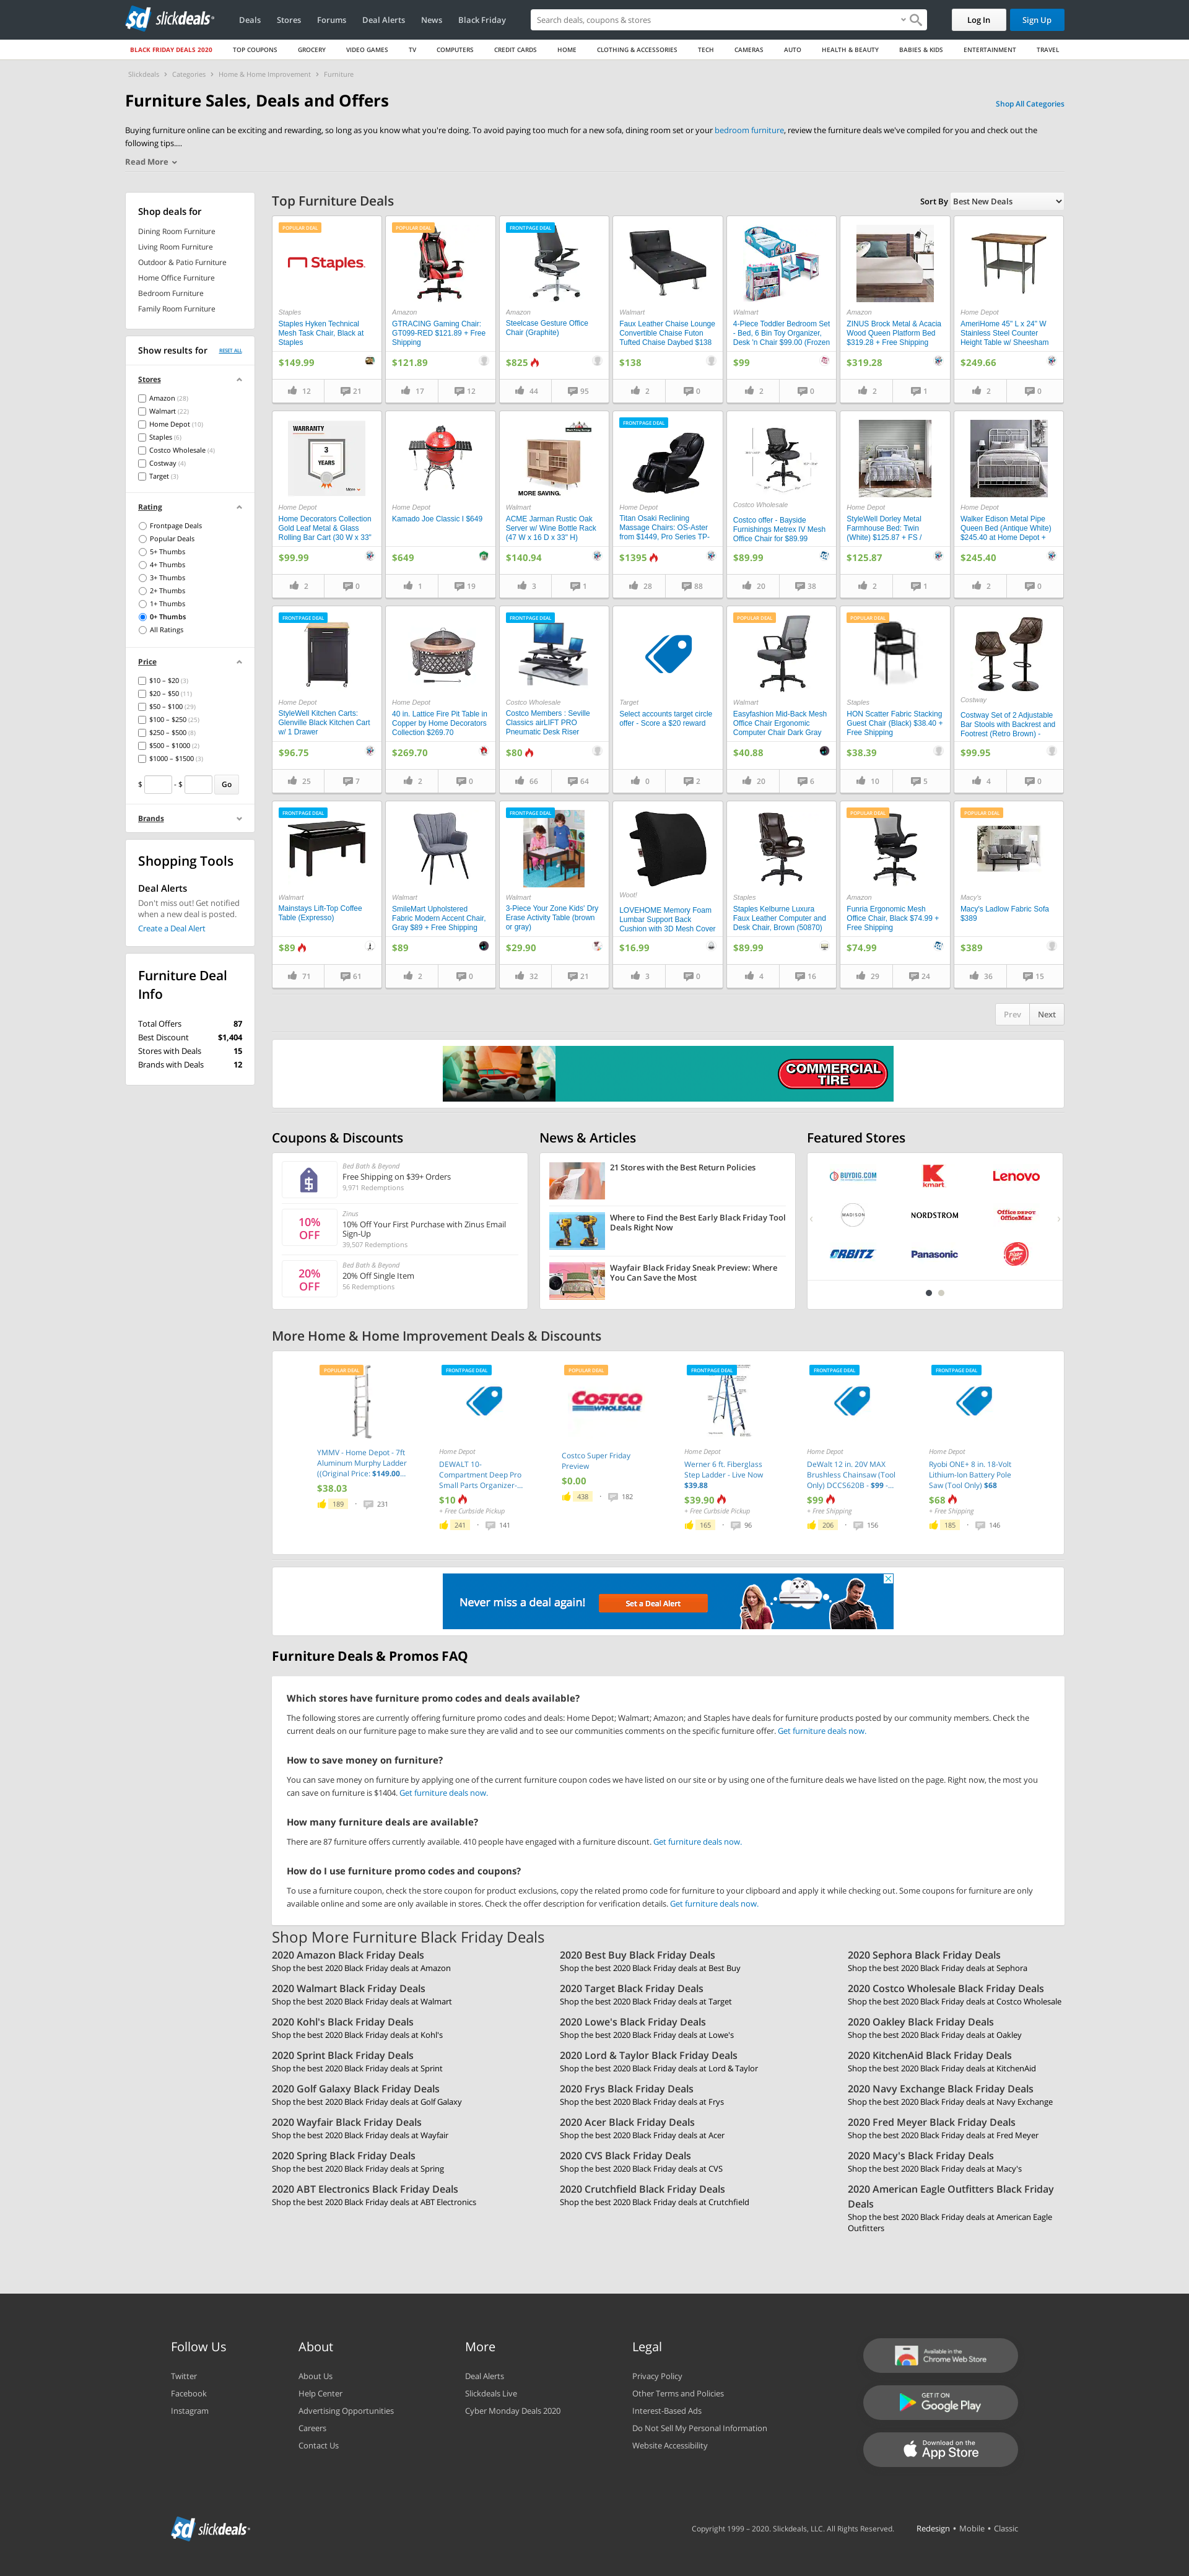 slickdeals
Deals Stores Forums Deal Alerts News Black Friday
Search deals, coupons & stores
Log In
Sign Up
BLACK FRIDAY DEALS 2020 TOP COUPONS GROCERY VIDEO GAMES TV COMPUTERS CREDIT CARDS HOME CLOTHING & ACCESSORIES TECH CAMERAS AUTO HEALTH & BEAUTY BABIES & KIDS ENTERTAINMENT TRAVEL
Slickdeals › Categories › Home & Home Improvement › Furniture
Furniture Sales, Deals and Offers
Shop All Categories
Buying furniture online can be exciting and rewarding, so long as you know what you're doing. To avoid paying too much for a new sofa, dining room set or your bedroom furniture, review the furniture deals we've compiled for you and check out the
following tips....
Read More
Shop deals for
Dining Room Furniture
Living Room Furniture
Outdoor & Patio Furniture
Home Office Furniture
Bedroom Furniture
Family Room Furniture
Show results for
RESET ALL
Stores
Amazon (28)
Walmart (22)
Home Depot (10)
Staples (6)
Costco Wholesale (4)
Costway (4)
Target (3)
Rating
Frontpage Deals
Popular Deals
5+ Thumbs
4+ Thumbs
3+ Thumbs
2+ Thumbs
1+ Thumbs
0+ Thumbs
All Ratings
Price
$10 – $20 (3)
$20 – $50 (11)
$50 – $100 (29)
$100 – $250 (25)
$250 – $500 (8)
$500 – $1000 (2)
$1000 – $1500 (3)
$ - $ Go
Brands
Shopping Tools
Deal Alerts
Don't miss out! Get notified
when a new deal is posted.
Create a Deal Alert
Furniture Deal
Info
Total Offers 87
Best Discount $1,404
Stores with Deals 15
Brands with Deals 12
Top Furniture Deals
Sort By Best New Deals
POPULAR DEAL
Staples
Staples
Staples Hyken Technical
Mesh Task Chair, Black at
Staples
$149.99
12 21
POPULAR DEAL
Amazon
GTRACING Gaming Chair:
GT099-RED $121.89 + Free
Shipping
$121.89
17 12
FRONTPAGE DEAL
Amazon
Steelcase Gesture Office
Chair (Graphite)
$825
44 95
Walmart
Faux Leather Chaise Lounge
Convertible Chaise Futon
Tufted Chaise Daybed $138
$138
2 0
Walmart
4-Piece Toddler Bedroom Set
- Bed, 6 Bin Toy Organizer,
Desk 'n Chair $99.00 (Frozen
$99
2 0
Amazon
ZINUS Brock Metal & Acacia
Wood Queen Platform Bed
$319.28 + Free Shipping
$319.28
2 1
Home Depot
AmeriHome 45" L x 24" W
Stainless Steel Counter
Height Table w/ Sheesham
$249.66
2 0
WARRANTY
3
YEARS
Home Depot
Home Decorators Collection
Gold Leaf Metal & Glass
Rolling Bar Cart (30 W x 33"
$99.99
2 0
Home Depot
Kamado Joe Classic I $649
$649
1 19
MORE SAVING.
Walmart
ACME Jarman Rustic Oak
Server w/ Wine Bottle Rack
(47 W x 16 D x 33" H)
$140.94
3 1
FRONTPAGE DEAL
Home Depot
Titan Osaki Reclining
Massage Chairs: OS-Aster
from $1449, Pro Series TP-
$1395
28 88
Costco Wholesale
Costco offer - Bayside
Furnishings Metrex IV Mesh
Office Chair for $89.99
$89.99
20 38
Home Depot
StyleWell Dorley Metal
Farmhouse Bed: Twin
(White) $125.87 + FS /
$125.87
2 1
Home Depot
Walker Edison Metal Pipe
Queen Bed (Antique White)
$245.40 at Home Depot +
$245.40
2 0
FRONTPAGE DEAL
Home Depot
StyleWell Kitchen Carts:
Glenville Black Kitchen Cart
w/ 1 Drawer
$96.75
25 7
Home Depot
40 in. Lattice Fire Pit Table in
Copper by Home Decorators
Collection $269.70
$269.70
2 0
FRONTPAGE DEAL
Costco Wholesale
Costco Members : Seville
Classics airLIFT PRO
Pneumatic Desk Riser
$80
66 64
Target
Select accounts target circle
offer - Score a $20 reward
0 2
POPULAR DEAL
Walmart
Easyfashion Mid-Back Mesh
Office Chair Ergonomic
Computer Chair Dark Gray
$40.88
20 6
POPULAR DEAL
Staples
HON Scatter Fabric Stacking
Guest Chair (Black) $38.40 +
Free Shipping
$38.39
10 5
Costway
Costway Set of 2 Adjustable
Bar Stools with Backrest and
Footrest (Retro Brown) -
$99.95
4 0
FRONTPAGE DEAL
Walmart
Mainstays Lift-Top Coffee
Table (Expresso)
$89
71 61
Walmart
SmileMart Upholstered
Fabric Modern Accent Chair,
Gray $89 + Free Shipping
$89
2 0
FRONTPAGE DEAL
Walmart
3-Piece Your Zone Kids' Dry
Erase Activity Table (brown
or gray)
$29.90
32 21
Woot!
LOVEHOME Memory Foam
Lumbar Support Back
Cushion with 3D Mesh Cover
$16.99
3 0
Staples
Staples Kelburne Luxura
Faux Leather Computer and
Desk Chair, Brown (50870)
$89.99
4 16
POPULAR DEAL
Amazon
Funria Ergonomic Mesh
Office Chair, Black $74.99 +
Free Shipping
$74.99
29 24
POPULAR DEAL
Macy's
Macy's Ladlow Fabric Sofa
$389
$389
36 15
Prev Next
COMMERCIAL
TIRE
Coupons & Discounts
Bed Bath & Beyond
Free Shipping on $39+ Orders
9,971 Redemptions
10%
OFF
Zinus
10% Off Your First Purchase with Zinus Email
Sign-Up
39,507 Redemptions
20%
OFF
Bed Bath & Beyond
20% Off Single Item
56 Redemptions
News & Articles
21 Stores with the Best Return Policies
Where to Find the Best Early Black Friday Tool
Deals Right Now
Wayfair Black Friday Sneak Preview: Where
You Can Save the Most
Featured Stores
BUYDIG.COM
Kmart
Lenovo
MADISON
NORDSTROM
Office DEPOT
OfficeMax
ORBITZ
Panasonic
More Home & Home Improvement Deals & Discounts
POPULAR DEAL
YMMV - Home Depot - 7ft
Aluminum Murphy Ladder
((Original Price: $149.00...
$38.03
189 · 231
FRONTPAGE DEAL
Home Depot
DEWALT 10-
Compartment Deep Pro
Small Parts Organizer-...
$10
+ Free Curbside Pickup
241 · 141
POPULAR DEAL
COSTCO
WHOLESALE
Costco Super Friday
Preview
$0.00
438 · 182
FRONTPAGE DEAL
Home Depot
Werner 6 ft. Fiberglass
Step Ladder - Live Now
$39.88
$39.90
+ Free Curbside Pickup
165 · 96
FRONTPAGE DEAL
Home Depot
DeWalt 12 in. 20V MAX
Brushless Chainsaw (Tool
Only) DCCS620B - $99 -...
$99
+ Free Shipping
206 · 156
FRONTPAGE DEAL
Home Depot
Ryobi ONE+ 8 in. 18-Volt
Lithium-Ion Battery Pole
Saw (Tool Only) $68
$68
+ Free Shipping
185 · 146
Never miss a deal again!
Set a Deal Alert
Furniture Deals & Promos FAQ
Which stores have furniture promo codes and deals available?
The following stores are currently offering furniture promo codes and deals: Home Depot; Walmart; Amazon; and Staples have deals for furniture products posted by our community members. Check the
current deals on our furniture page to make sure they are valid and to see our communities comments on the specific furniture offer. Get furniture deals now.
How to save money on furniture?
You can save money on furniture by applying one of the current furniture coupon codes we have listed on our site or by using one of the furniture deals we have listed on the page. Right now, the most you
can save on furniture is $1404. Get furniture deals now.
How many furniture deals are available?
There are 87 furniture offers currently available. 410 people have engaged with a furniture discount. Get furniture deals now.
How do I use furniture promo codes and coupons?
To use a furniture coupon, check the store coupon for product exclusions, copy the related promo code for furniture to your clipboard and apply it while checking out. Some coupons for furniture are only
available online and some are only available in stores. Check the offer description for verification details. Get furniture deals now.
Shop More Furniture Black Friday Deals
2020 Amazon Black Friday Deals
Shop the best 2020 Black Friday deals at Amazon
2020 Best Buy Black Friday Deals
Shop the best 2020 Black Friday deals at Best Buy
2020 Sephora Black Friday Deals
Shop the best 2020 Black Friday deals at Sephora
2020 Walmart Black Friday Deals
Shop the best 2020 Black Friday deals at Walmart
2020 Target Black Friday Deals
Shop the best 2020 Black Friday deals at Target
2020 Costco Wholesale Black Friday Deals
Shop the best 2020 Black Friday deals at Costco Wholesale
2020 Kohl's Black Friday Deals
Shop the best 2020 Black Friday deals at Kohl's
2020 Lowe's Black Friday Deals
Shop the best 2020 Black Friday deals at Lowe's
2020 Oakley Black Friday Deals
Shop the best 2020 Black Friday deals at Oakley
2020 Sprint Black Friday Deals
Shop the best 2020 Black Friday deals at Sprint
2020 Lord & Taylor Black Friday Deals
Shop the best 2020 Black Friday deals at Lord & Taylor
2020 KitchenAid Black Friday Deals
Shop the best 2020 Black Friday deals at KitchenAid
2020 Golf Galaxy Black Friday Deals
Shop the best 2020 Black Friday deals at Golf Galaxy
2020 Frys Black Friday Deals
Shop the best 2020 Black Friday deals at Frys
2020 Navy Exchange Black Friday Deals
Shop the best 2020 Black Friday deals at Navy Exchange
2020 Wayfair Black Friday Deals
Shop the best 2020 Black Friday deals at Wayfair
2020 Acer Black Friday Deals
Shop the best 2020 Black Friday deals at Acer
2020 Fred Meyer Black Friday Deals
Shop the best 2020 Black Friday deals at Fred Meyer
2020 Spring Black Friday Deals
Shop the best 2020 Black Friday deals at Spring
2020 CVS Black Friday Deals
Shop the best 2020 Black Friday deals at CVS
2020 Macy's Black Friday Deals
Shop the best 2020 Black Friday deals at Macy's
2020 ABT Electronics Black Friday Deals
Shop the best 2020 Black Friday deals at ABT Electronics
2020 Crutchfield Black Friday Deals
Shop the best 2020 Black Friday deals at Crutchfield
2020 American Eagle Outfitters Black Friday
Deals
Shop the best 2020 Black Friday deals at American Eagle
Outfitters
Follow Us
Twitter
Facebook
Instagram
About
About Us
Help Center
Advertising Opportunities
Careers
Contact Us
More
Deal Alerts
Slickdeals Live
Cyber Monday Deals 2020
Legal
Privacy Policy
Other Terms and Policies
Interest-Based Ads
Do Not Sell My Personal Information
Website Accessibility
Available in the
Chrome Web Store
GET IT ON
Google Play
Download on the
App Store
slickdeals
Copyright 1999 – 2020. Slickdeals, LLC. All Rights Reserved. Redesign • Mobile • Classic